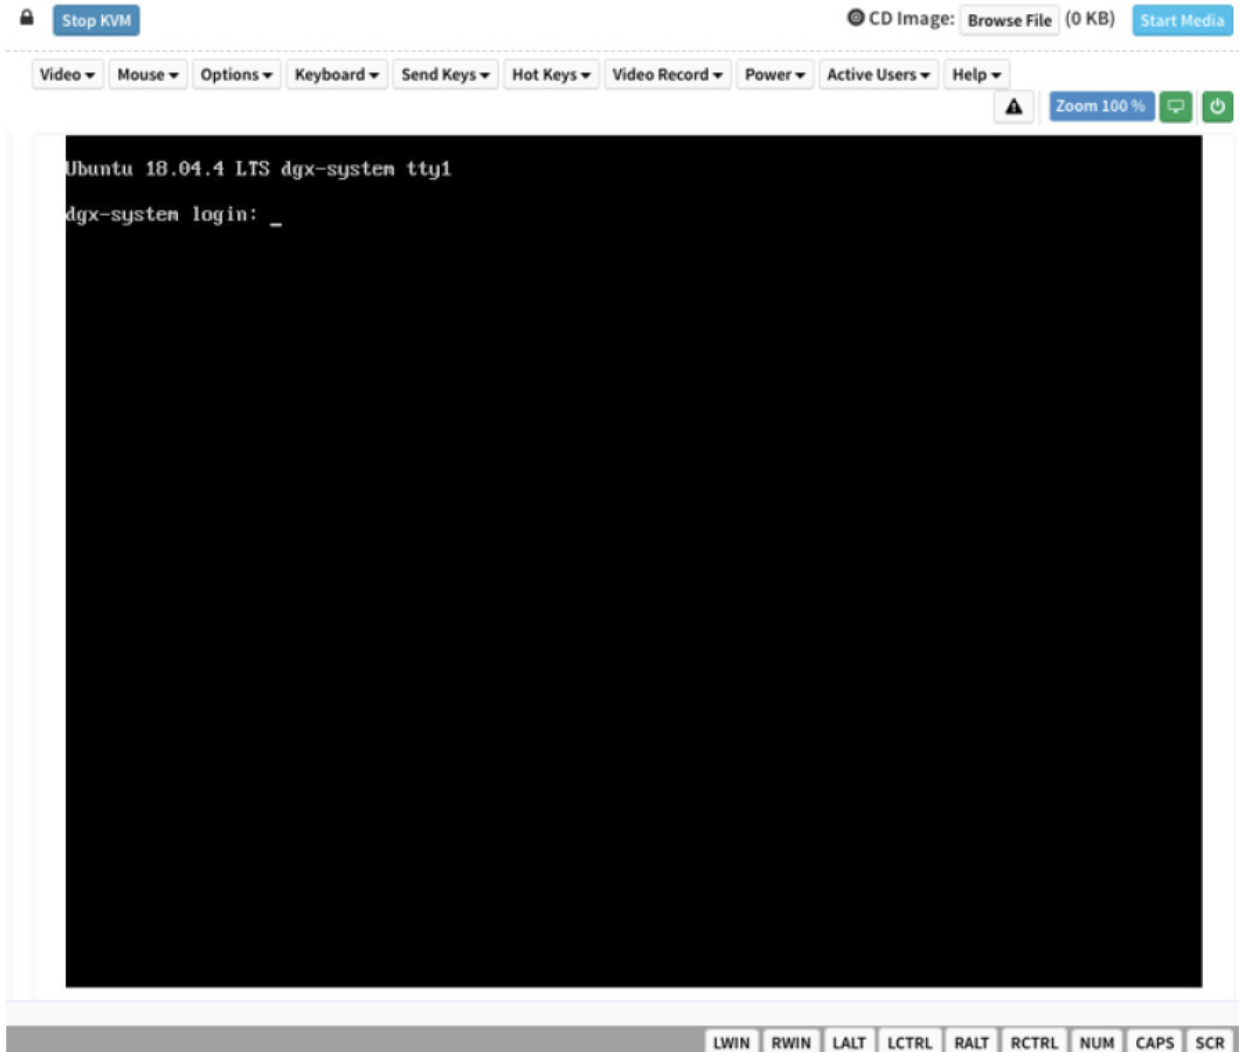 Stop KVM CD Image: Browse File (0 KB) Start Media
Video Mouse Options Keyboard Send Keys Hot Keys Video Record Power Active Users Help
Zoom 100 %
Ubuntu 18.04.4 LTS dgx-system tty1
dgx-system login: _
LWIN RWIN LALT LCTRL RALT RCTRL NUM CAPS SCR